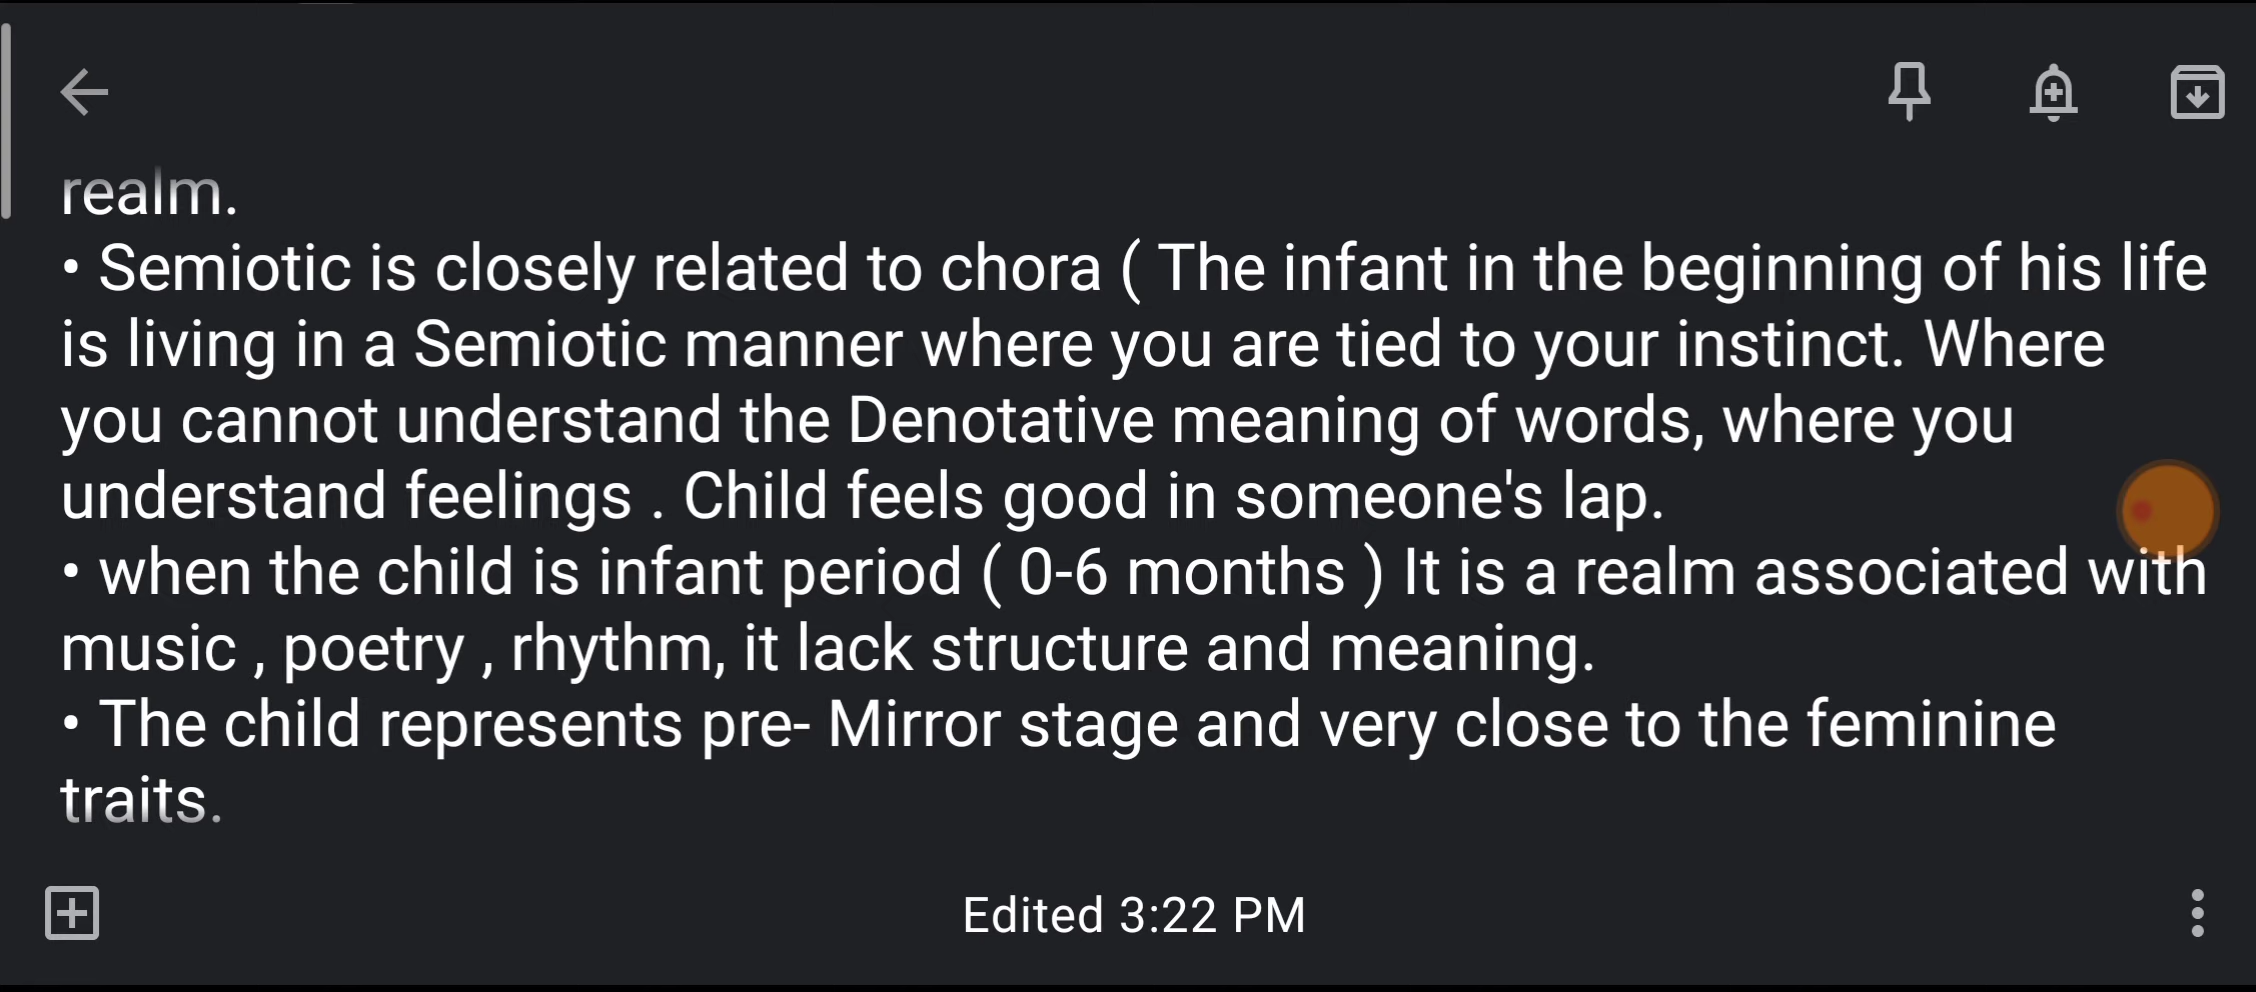 realm.
• Semiotic is closely related to chora ( The infant in the beginning of his life
is living in a Semiotic manner where you are tied to your instinct. Where
you cannot understand the Denotative meaning of words, where you
understand feelings . Child feels good in someone's lap.
• when the child is infant period ( 0-6 months ) It is a realm associated with
music , poetry , rhythm, it lack structure and meaning.
• The child represents pre- Mirror stage and very close to the feminine
traits.
Edited 3:22 PM